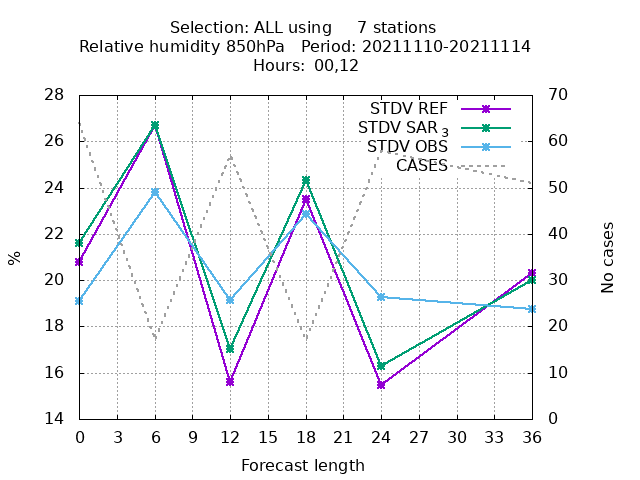 Selection: ALL using     7 stations
Relative humidity 850hPa   Period: 20211110-20211114
Hours: 00,12
28
26
24
22
20
18
16
14
70
60
50
40
30
20
10
0
STDV REF
STDV SAR3
STDV OBS
CASES
%
No cases
0 3 6 9 12 15 18 21 24 27 30 33 36
Forecast length